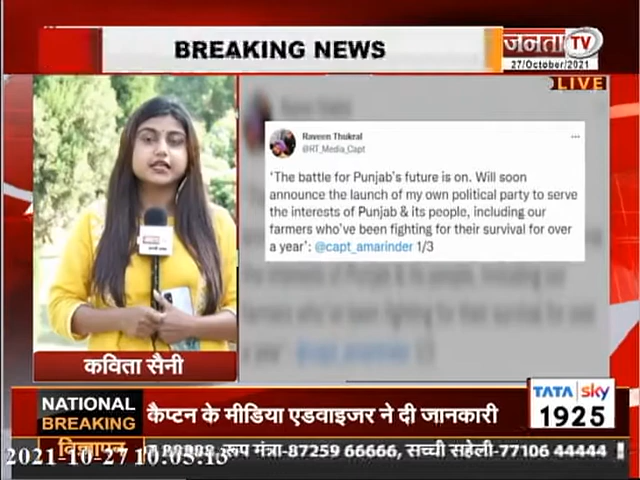 BREAKING NEWS
जनता TV
27/October/2021
LIVE
Raveen Thukral
@RT_Media_Capt
‘The battle for Punjab’s future is on. Will soon
announce the launch of my own political party to serve
the interests of Punjab & its people, including our
farmers who’ve been fighting for their survival for over
a year’: @capt_amarinder 1/3
कविता सैनी
NATIONAL
BREAKING
कैप्टन के मीडिया एडवाइजर ने दी जानकारी
TATA sky
1925
विज्ञापन
रूप मंत्रा-87259 66666, सच्ची सहेली-77106 44444
2021-10-27